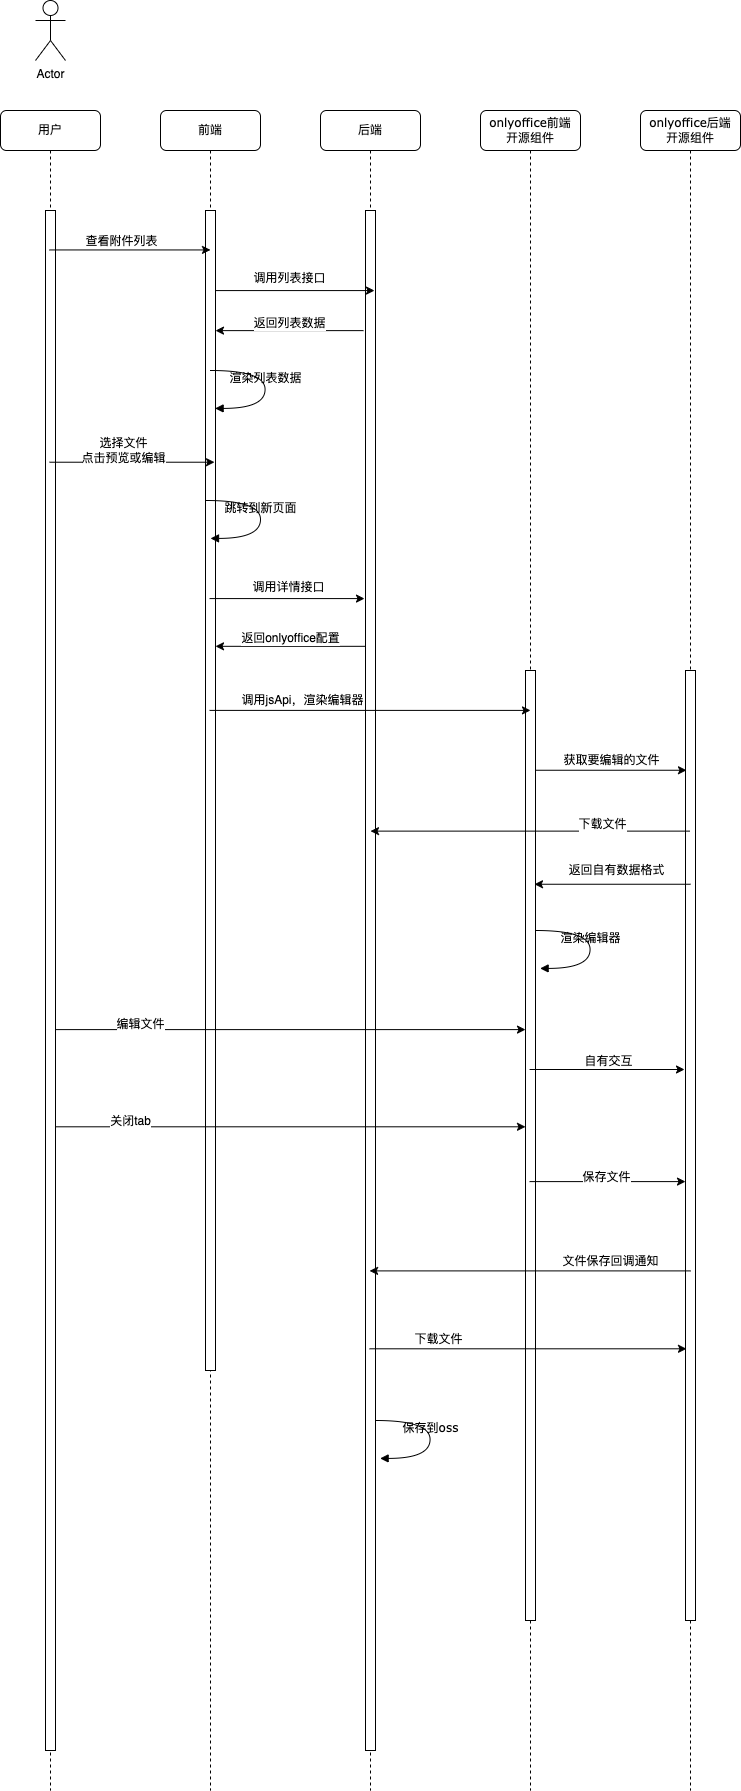 Actor
用户
前端
后端
onlyoffice前端
开源组件
onlyoffice后端
开源组件
查看附件列表
调用列表接口
返回列表数据
渲染列表数据
选择文件
点击预览或编辑
跳转到新页面
调用详情接口
返回onlyoffice配置
调用jsApi，渲染编辑器
获取要编辑的文件
下载文件
返回自有数据格式
渲染编辑器
编辑文件
自有交互
关闭tab
保存文件
文件保存回调通知
下载文件
保存到oss